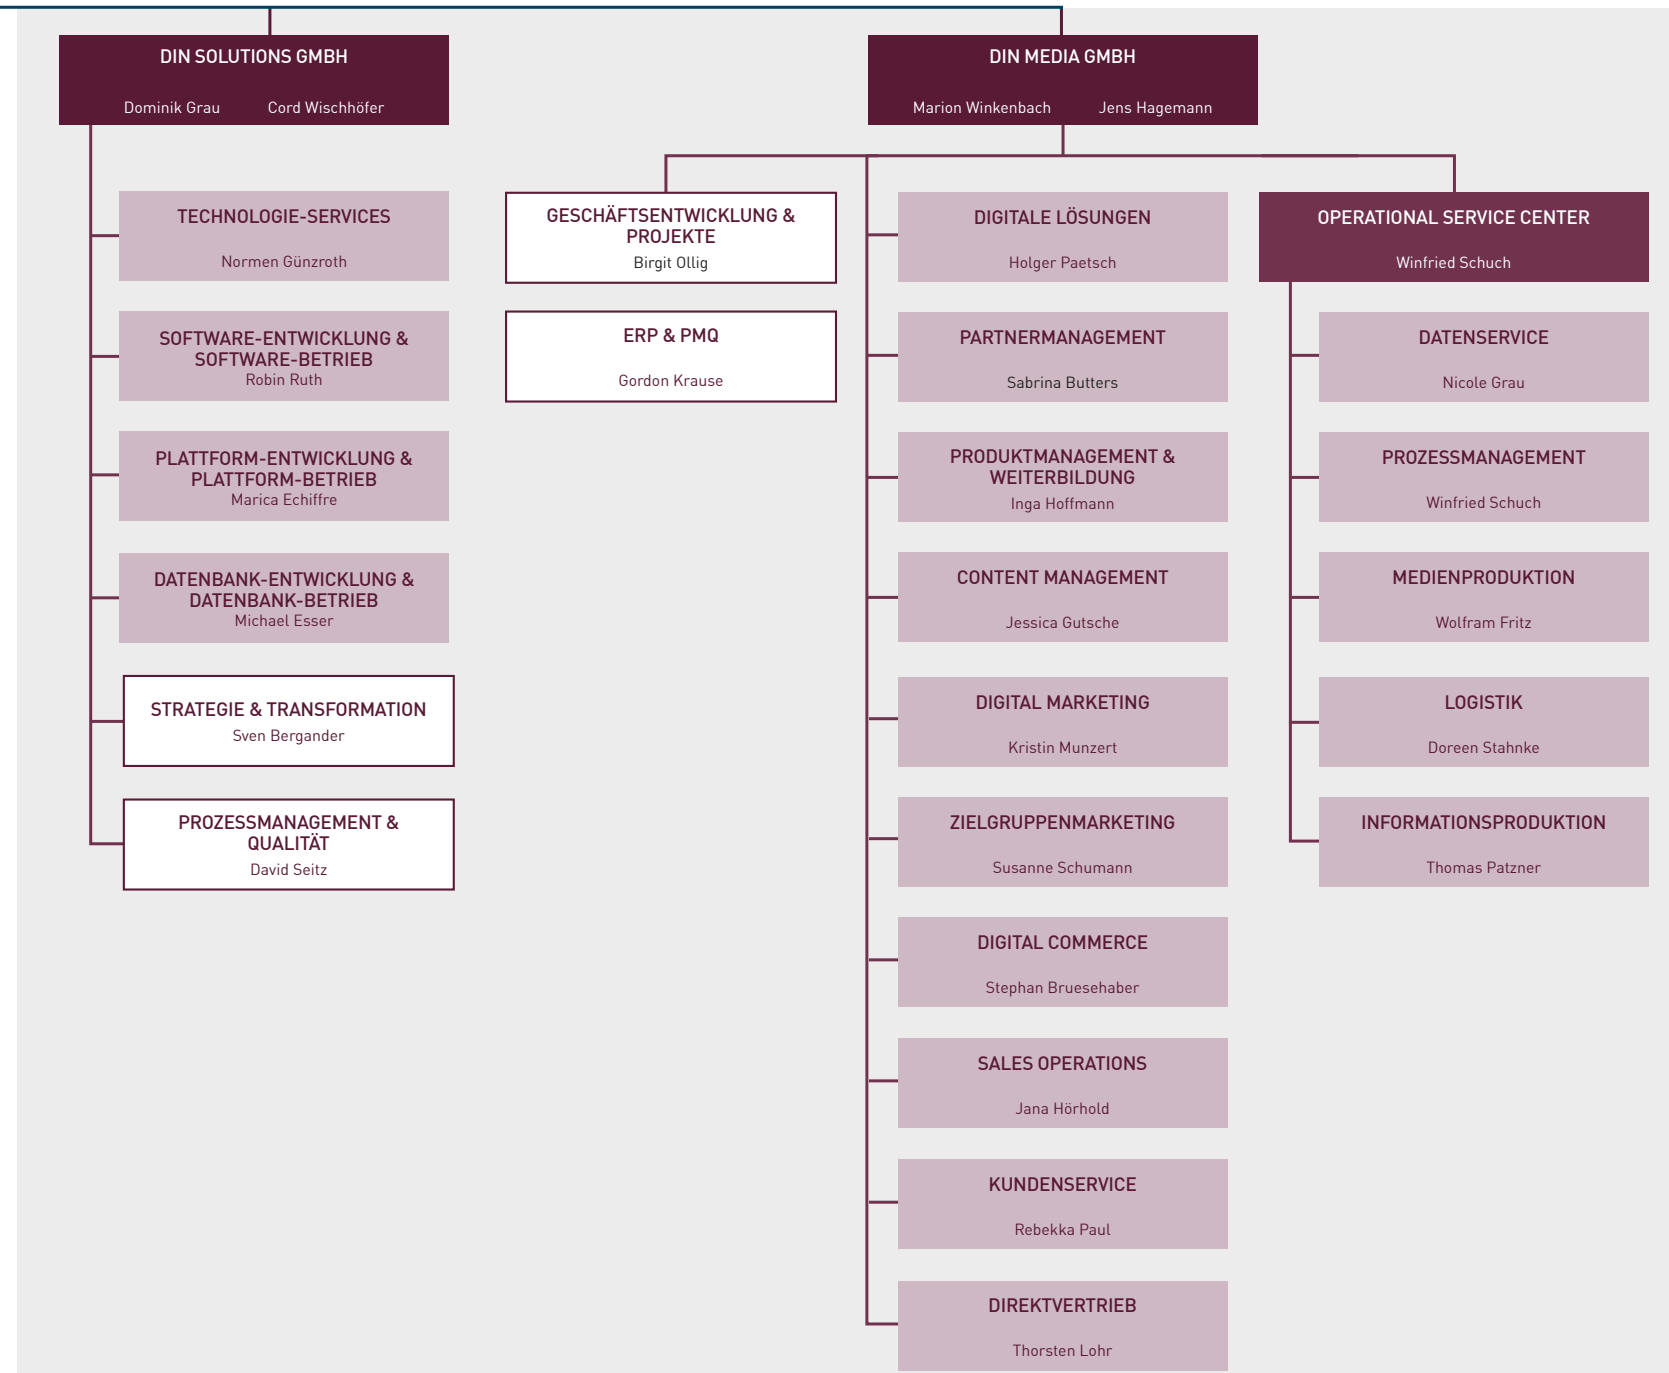 DIN SOLUTIONS GMBH
Dominik Grau Cord Wischhöfer
TECHNOLOGIE-SERVICES
Normen Günzroth
SOFTWARE-ENTWICKLUNG &
SOFTWARE-BETRIEB
Robin Ruth
PLATTFORM-ENTWICKLUNG &
PLATTFORM-BETRIEB
Marica Echiffre
DATENBANK-ENTWICKLUNG &
DATENBANK-BETRIEB
Michael Esser
STRATEGIE & TRANSFORMATION
Sven Bergander
PROZESSMANAGEMENT &
QUALITÄT
David Seitz
DIN MEDIA GMBH
Marion Winkenbach Jens Hagemann
GESCHÄFTSENTWICKLUNG &
PROJEKTE
Birgit Ollig
ERP & PMQ
Gordon Krause
DIGITALE LÖSUNGEN
Holger Paetsch
PARTNERMANAGEMENT
Sabrina Butters
PRODUKTMANAGEMENT &
WEITERBILDUNG
Inga Hoffmann
CONTENT MANAGEMENT
Jessica Gutsche
DIGITAL MARKETING
Kristin Munzert
ZIELGRUPPENMARKETING
Susanne Schumann
DIGITAL COMMERCE
Stephan Bruesehaber
SALES OPERATIONS
Jana Hörhold
KUNDENSERVICE
Rebekka Paul
DIREKTVERTRIEB
Thorsten Lohr
OPERATIONAL SERVICE CENTER
Winfried Schuch
DATENSERVICE
Nicole Grau
PROZESSMANAGEMENT
Winfried Schuch
MEDIENPRODUKTION
Wolfram Fritz
LOGISTIK
Doreen Stahnke
INFORMATIONSPRODUKTION
Thomas Patzner